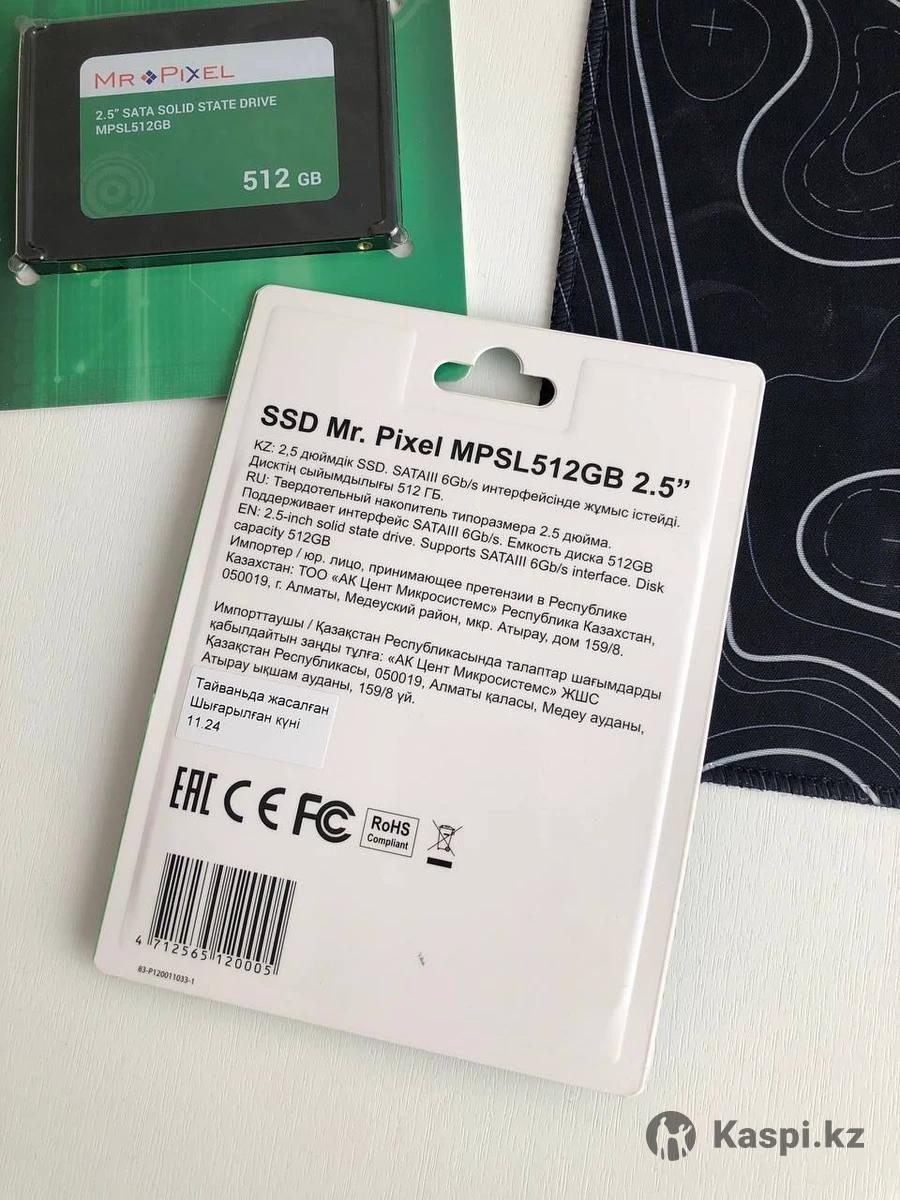 MR PIXEL
2.5” SATA SOLID STATE DRIVE
MPSL512GB
512 GB
SSD Mr. Pixel MPSL512GB 2.5”
KZ: 2,5 дюймдік SSD. SATAIII 6Gb/s интерфейсінде жұмыс істейді.
Дисктің сыйымдылығы 512 ГБ.
RU: Твердотельный накопитель типоразмера 2.5 дюйма.
Поддерживает интерфейс SATAIII 6Gb/s. Емкость диска 512GB
EN: 2.5-inch solid state drive. Supports SATAIII 6Gb/s interface. Disk
capacity 512GB
Импортер / юр. лицо, принимающее претензии в Республике
Казахстан: ТОО «АК Цент Микросистемс» Республика Казахстан,
050019, г. Алматы, Медеуский район, мкр. Атырау, дом 159/8.
Импорттаушы / Қазақстан Республикасында талаптар шағымдарды
қабылдайтын заңды тұлға: «АК Цент Микросистемс» ЖШС
Қазақстан Республикасы, 050019, Алматы қаласы, Медеу ауданы,
Атырау ықшам ауданы, 159/8 үй.
Тайваньда жасалған
Шығарылған күні
11.24
EAC CE FC
RoHS
Compliant
4 712565 120005
83-P120011033-1
Kaspi.kz